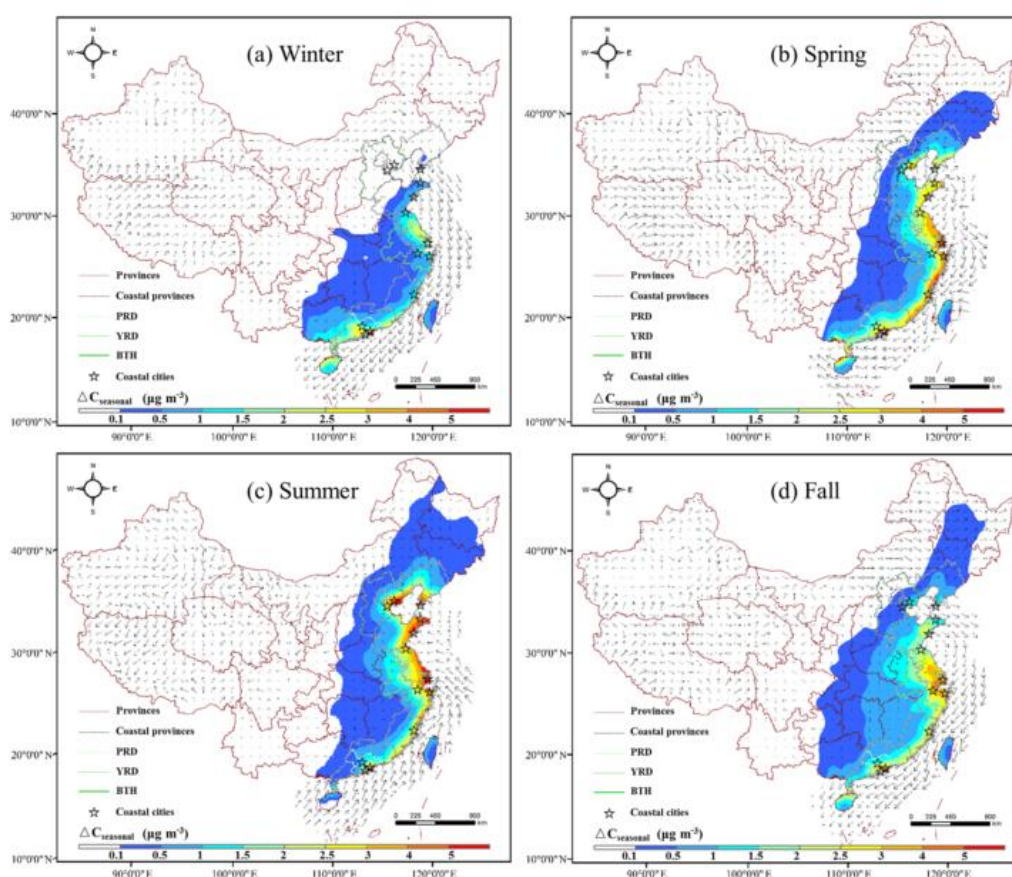 (a) Winter
N
W
E
S
40°0'0" N
30°0'0" N
20°0'0" N
10°0'0" N
Provinces
Coastal provinces
PRD
YRD
BTH
Coastal cities
△C seasonal (μg m-3)
0.1 0.5 1 1.5 2 2.5 3 4 5
km
90°0'0" E 100°0'0" E 110°0'0" E 120°0'0" E
(b) Spring
N
W
E
S
40°0'0" N
30°0'0" N
20°0'0" N
10°0'0" N
Provinces
Coastal provinces
PRD
YRD
BTH
Coastal cities
△C seasonal (μg m-3)
0.1 0.5 1 1.5 2 2.5 3 4 5
km
90°0'0" E 100°0'0" E 110°0'0" E 120°0'0" E
(c) Summer
N
W
E
S
40°0'0" N
30°0'0" N
20°0'0" N
10°0'0" N
Provinces
Coastal provinces
PRD
YRD
BTH
Coastal cities
△C seasonal (μg m-3)
0.1 0.5 1 1.5 2 2.5 3 4 5
km
90°0'0" E 100°0'0" E 110°0'0" E 120°0'0" E
(d) Fall
N
W
E
S
40°0'0" N
30°0'0" N
20°0'0" N
10°0'0" N
Provinces
Coastal provinces
PRD
YRD
BTH
Coastal cities
△C seasonal (μg m-3)
0.1 0.5 1 1.5 2 2.5 3 4 5
km
90°0'0" E 100°0'0" E 110°0'0" E 120°0'0" E